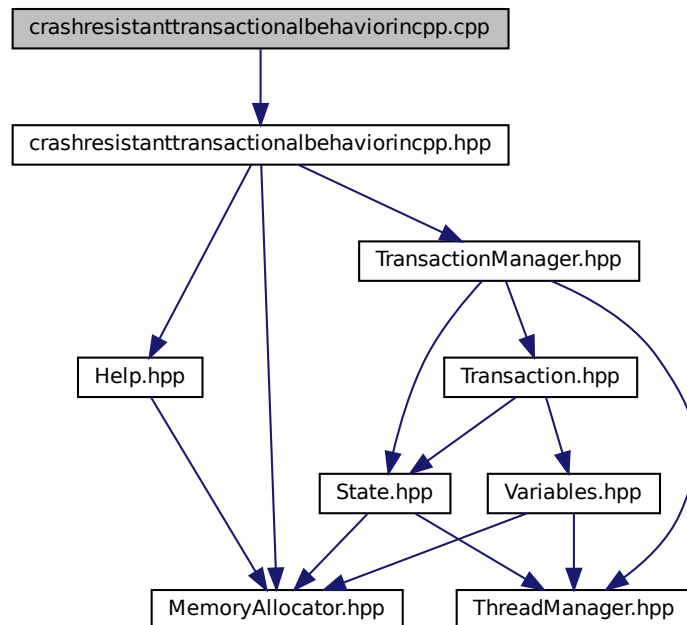 crashresistanttransactionalbehaviorincpp.cpp
crashresistanttransactionalbehaviorincpp.hpp
TransactionManager.hpp
Help.hpp
Transaction.hpp
State.hpp
Variables.hpp
MemoryAllocator.hpp
ThreadManager.hpp